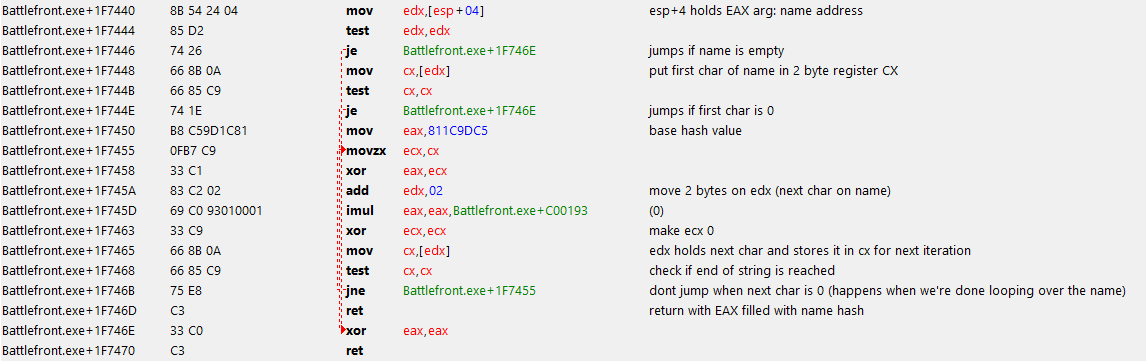 Battlefront.exe+1F7440 8B 54 24 04 mov edx,[esp+04] esp+4 holds EAX arg: name address
Battlefront.exe+1F7444 85 D2 test edx,edx
Battlefront.exe+1F7446 74 26 je Battlefront.exe+1F746E jumps if name is empty
Battlefront.exe+1F7448 66 8B 0A mov cx,[edx] put first char of name in 2 byte register CX
Battlefront.exe+1F744B 66 85 C9 test cx,cx
Battlefront.exe+1F744E 74 1E je Battlefront.exe+1F746E jumps if first char is 0
Battlefront.exe+1F7450 B8 C59D1C81 mov eax,811C9DC5 base hash value
Battlefront.exe+1F7455 0FB7 C9 movzx ecx,cx
Battlefront.exe+1F7458 33 C1 xor eax,ecx
Battlefront.exe+1F745A 83 C2 02 add edx,02 move 2 bytes on edx (next char on name)
Battlefront.exe+1F745D 69 C0 93010001 imul eax,eax,Battlefront.exe+C00193 (0)
Battlefront.exe+1F7463 33 C9 xor ecx,ecx make ecx 0
Battlefront.exe+1F7465 66 8B 0A mov cx,[edx] edx holds next char and stores it in cx for next iteration
Battlefront.exe+1F7468 66 85 C9 test cx,cx check if end of string is reached
Battlefront.exe+1F746B 75 E8 jne Battlefront.exe+1F7455 dont jump when next char is 0 (happens when we're done looping over the name)
Battlefront.exe+1F746D C3 ret return with EAX filled with name hash
Battlefront.exe+1F746E 33 C0 xor eax,eax
Battlefront.exe+1F7470 C3 ret